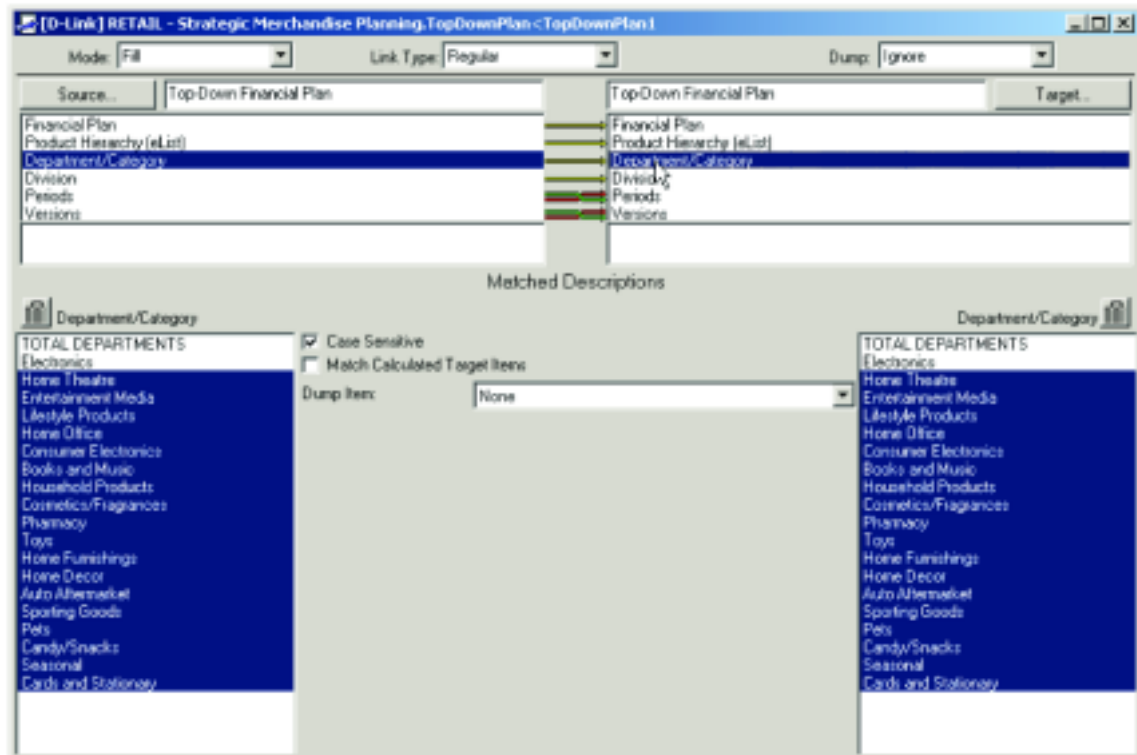 [D-Link] RETAIL - Strategic Merchandise Planning.TopDownPlan<TopDownPlan1
Mode: Fill Link Type: Regular Dump: Ignore
Source... Top-Down Financial Plan Top-Down Financial Plan Target...
Financial Plan Financial Plan
Product Hierarchy (eList) Product Hierarchy (eList)
Department/Category Department/Category
Division Division
Periods Periods
Versions Versions
Matched Descriptions
Department/Category Department/Category
TOTAL DEPARTMENTS Case Sensitive TOTAL DEPARTMENTS
Electronics Match Calculated Target Items Electronics
Home Theatre Dump Item: None Home Theatre
Entertainment Media Entertainment Media
Lifestyle Products Lifestyle Products
Home Office Home Office
Consumer Electronics Consumer Electronics
Books and Music Books and Music
Household Products Household Products
Cosmetics/Fragrances Cosmetics/Fragrances
Pharmacy Pharmacy
Toys Toys
Home Furnishings Home Furnishings
Home Decor Home Decor
Auto Aftermarket Auto Aftermarket
Sporting Goods Sporting Goods
Pets Pets
Candy/Snacks Candy/Snacks
Seasonal Seasonal
Cards and Stationary Cards and Stationary